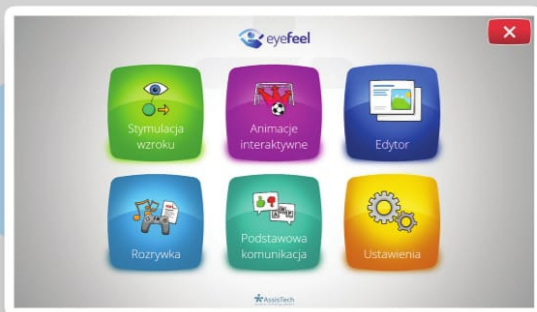 eyefeel
Stymulacja
wzroku
Animacje
interaktywne
Edytor
Rozrywka
Podstawowa
komunikacja
Ustawienia
AssisTech